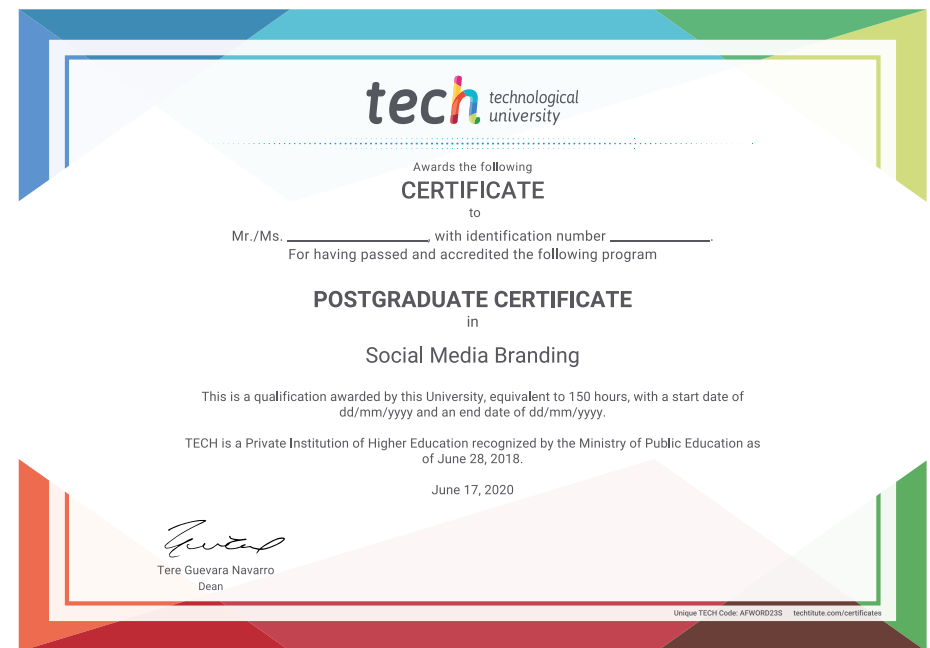 tech technological
university
Awards the following
CERTIFICATE
to
Mr./Ms. ____________________, with identification number ______________.
For having passed and accredited the following program
POSTGRADUATE CERTIFICATE
in
Social Media Branding
This is a qualification awarded by this University, equivalent to 150 hours, with a start date of
dd/mm/yyyy and an end date of dd/mm/yyyy.
TECH is a Private Institution of Higher Education recognized by the Ministry of Public Education as
of June 28, 2018.
June 17, 2020
Tere Guevara Navarro
Dean
Unique TECH Code: AFWORD23S techtitute.com/certificates